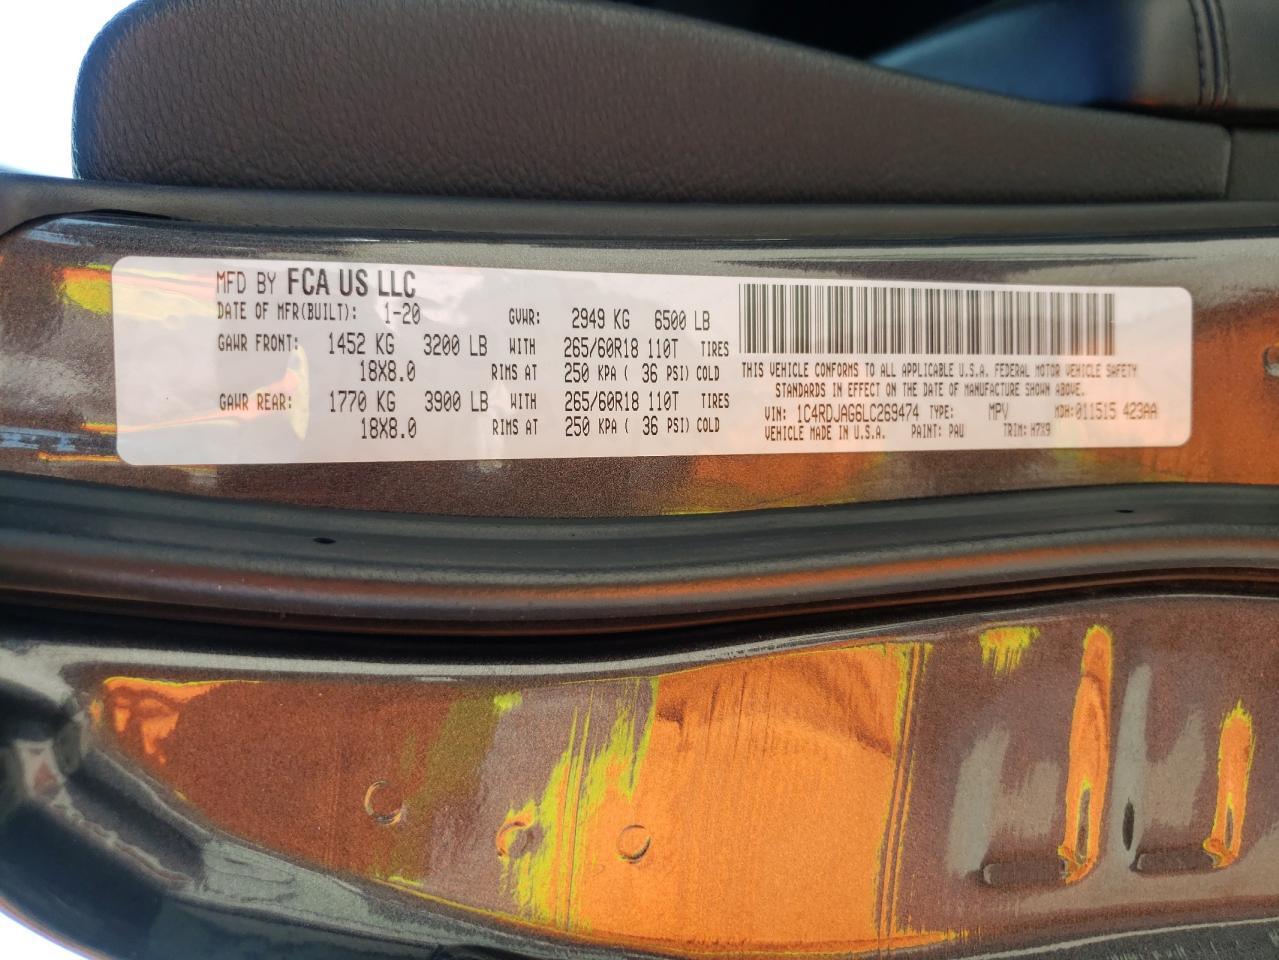 MFD BY FCA US LLC
DATE OF MFR(BUILT): 1-20 GVWR: 2949 KG 6500 LB
GAWR FRONT: 1452 KG 3200 LB WITH 265/60R18 110T TIRES
18X8.0 RIMS AT 250 KPA ( 36 PSI) COLD
GAWR REAR: 1770 KG 3900 LB WITH 265/60R18 110T TIRES
18X8.0 RIMS AT 250 KPA ( 36 PSI) COLD
THIS VEHICLE CONFORMS TO ALL APPLICABLE U.S.A. FEDERAL MOTOR VEHICLE SAFETY
STANDARDS IN EFFECT ON THE DATE OF MANUFACTURE SHOWN ABOVE.
VIN: 1C4RDJAG6LC269474 TYPE: MPV MDH:011515 423AA
VEHICLE MADE IN U.S.A. PAINT: PAU TRIM: H7X9